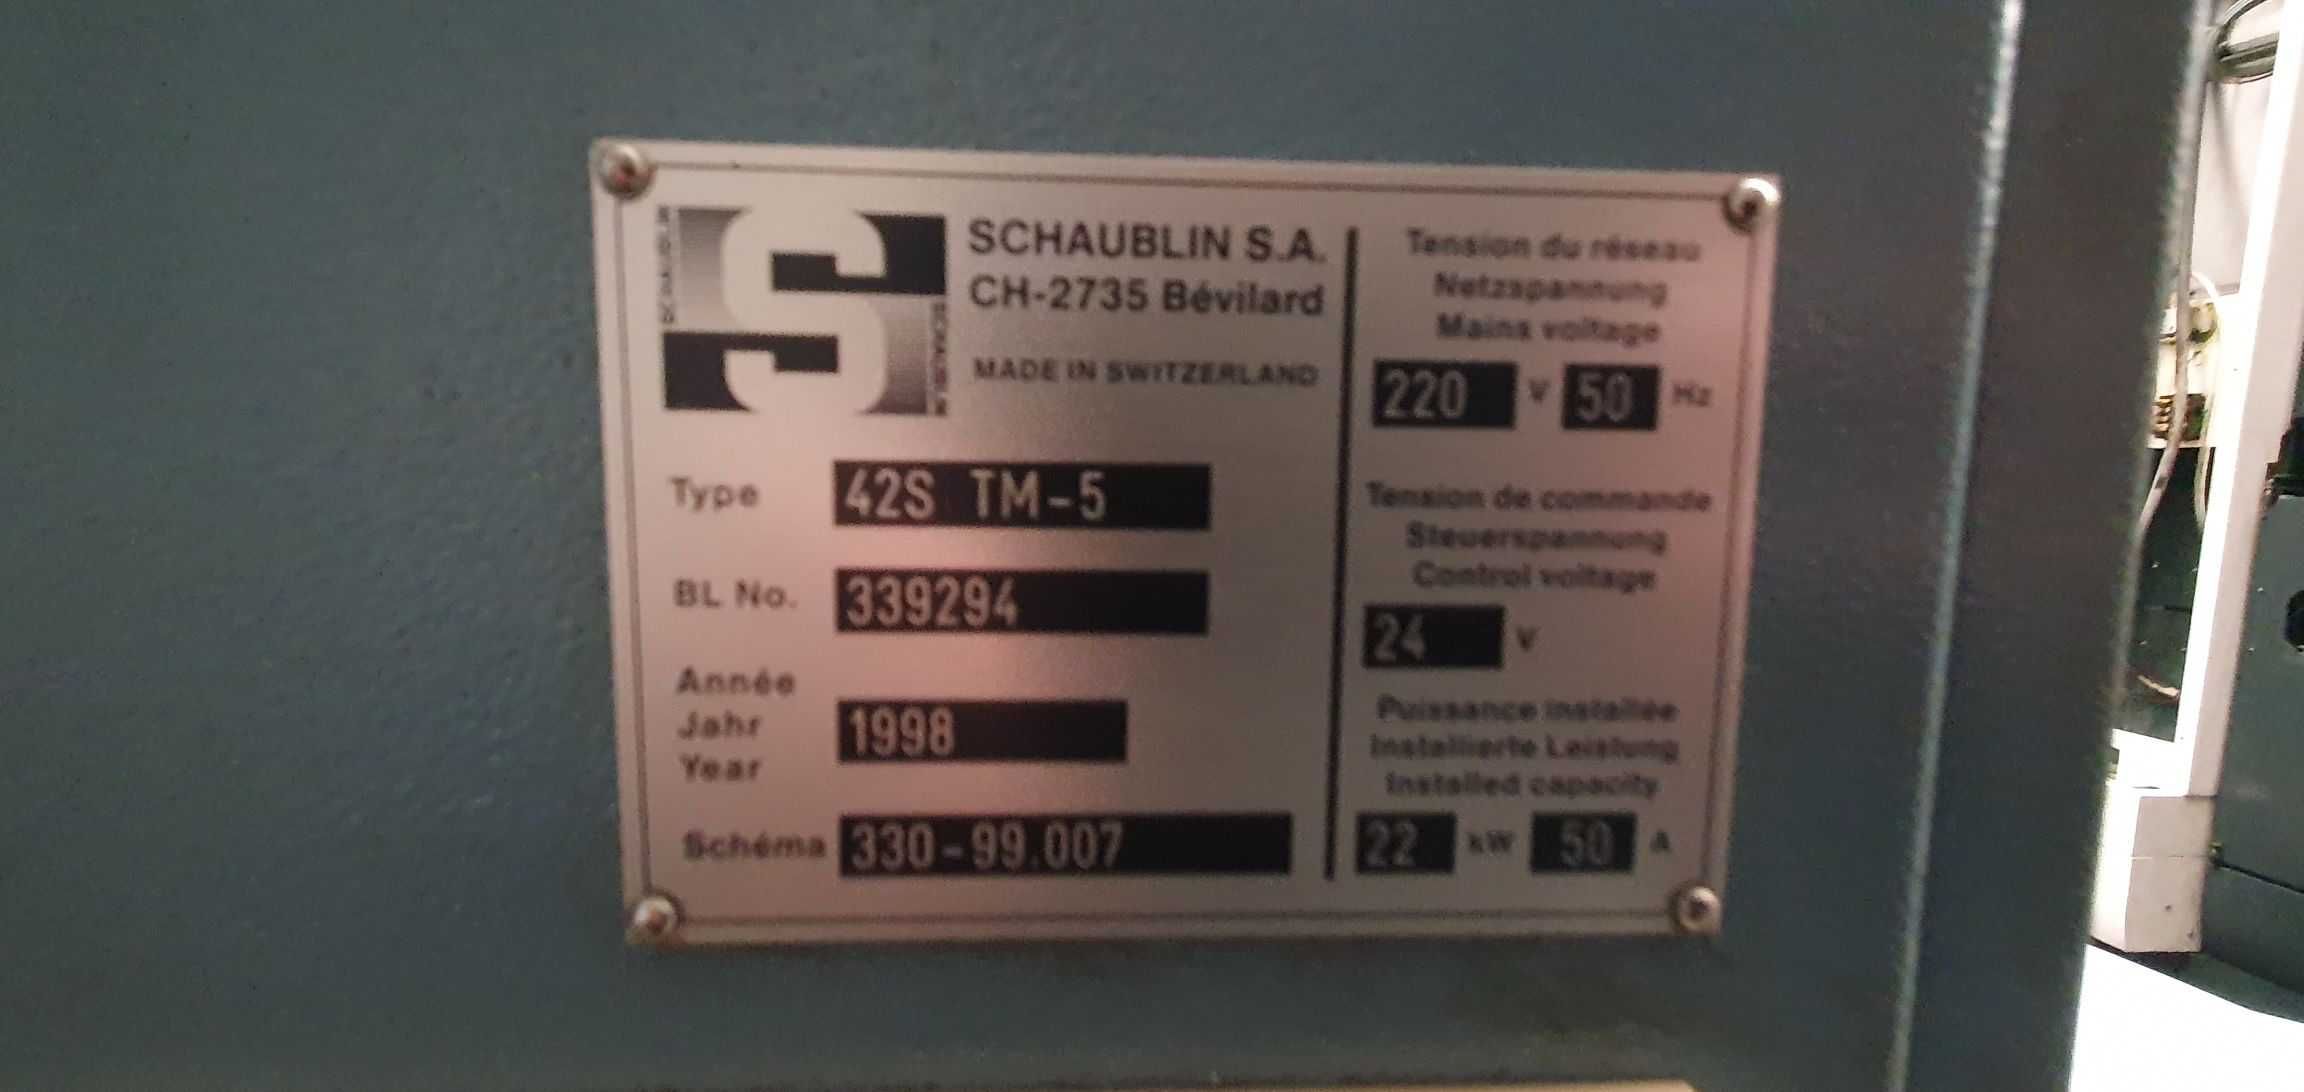 SCHAUBLIN
SCHAUBLIN
SCHAUBLIN S.A.
CH-2735 Bévilard
MADE IN SWITZERLAND
Type 42S TM-5
BL No. 339294
Année
Jahr 1998
Year
Schéma 330-99.007
Tension du réseau
Netzspannung
Mains voltage
220 V 50 Hz
Tension de commande
Steuerspannung
Control voltage
24 V
Puissance installée
Installierte Leistung
Installed capacity
22 kW 50 A